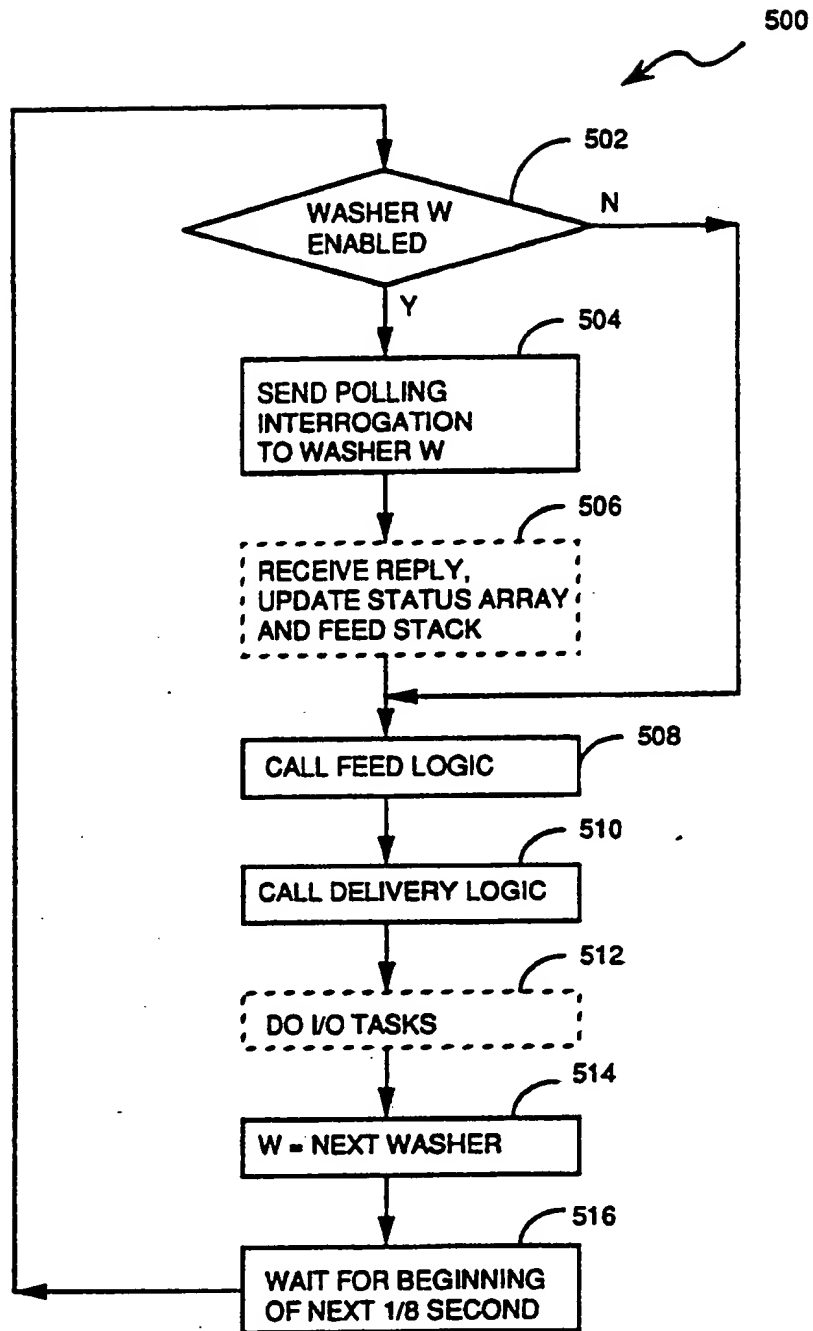 500
502
WASHER W
ENABLED
N
Y
504
SEND POLLING
INTERROGATION
TO WASHER W
506
RECEIVE REPLY,
UPDATE STATUS ARRAY
AND FEED STACK
508
CALL FEED LOGIC
510
CALL DELIVERY LOGIC
512
DO I/O TASKS
514
W = NEXT WASHER
516
WAIT FOR BEGINNING
OF NEXT 1/8 SECOND